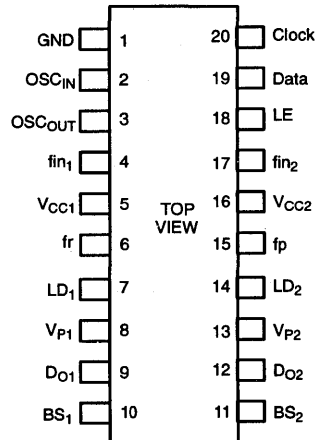 GND 1 20 Clock
OSCIN 2 19 Data
OSCOUT 3 18 LE
fin1 4 17 fin2
VCC1 5 16 VCC2
TOP
VIEW
fr 6 15 fp
LD1 7 14 LD2
VP1 8 13 VP2
DO1 9 12 DO2
BS1 10 11 BS2